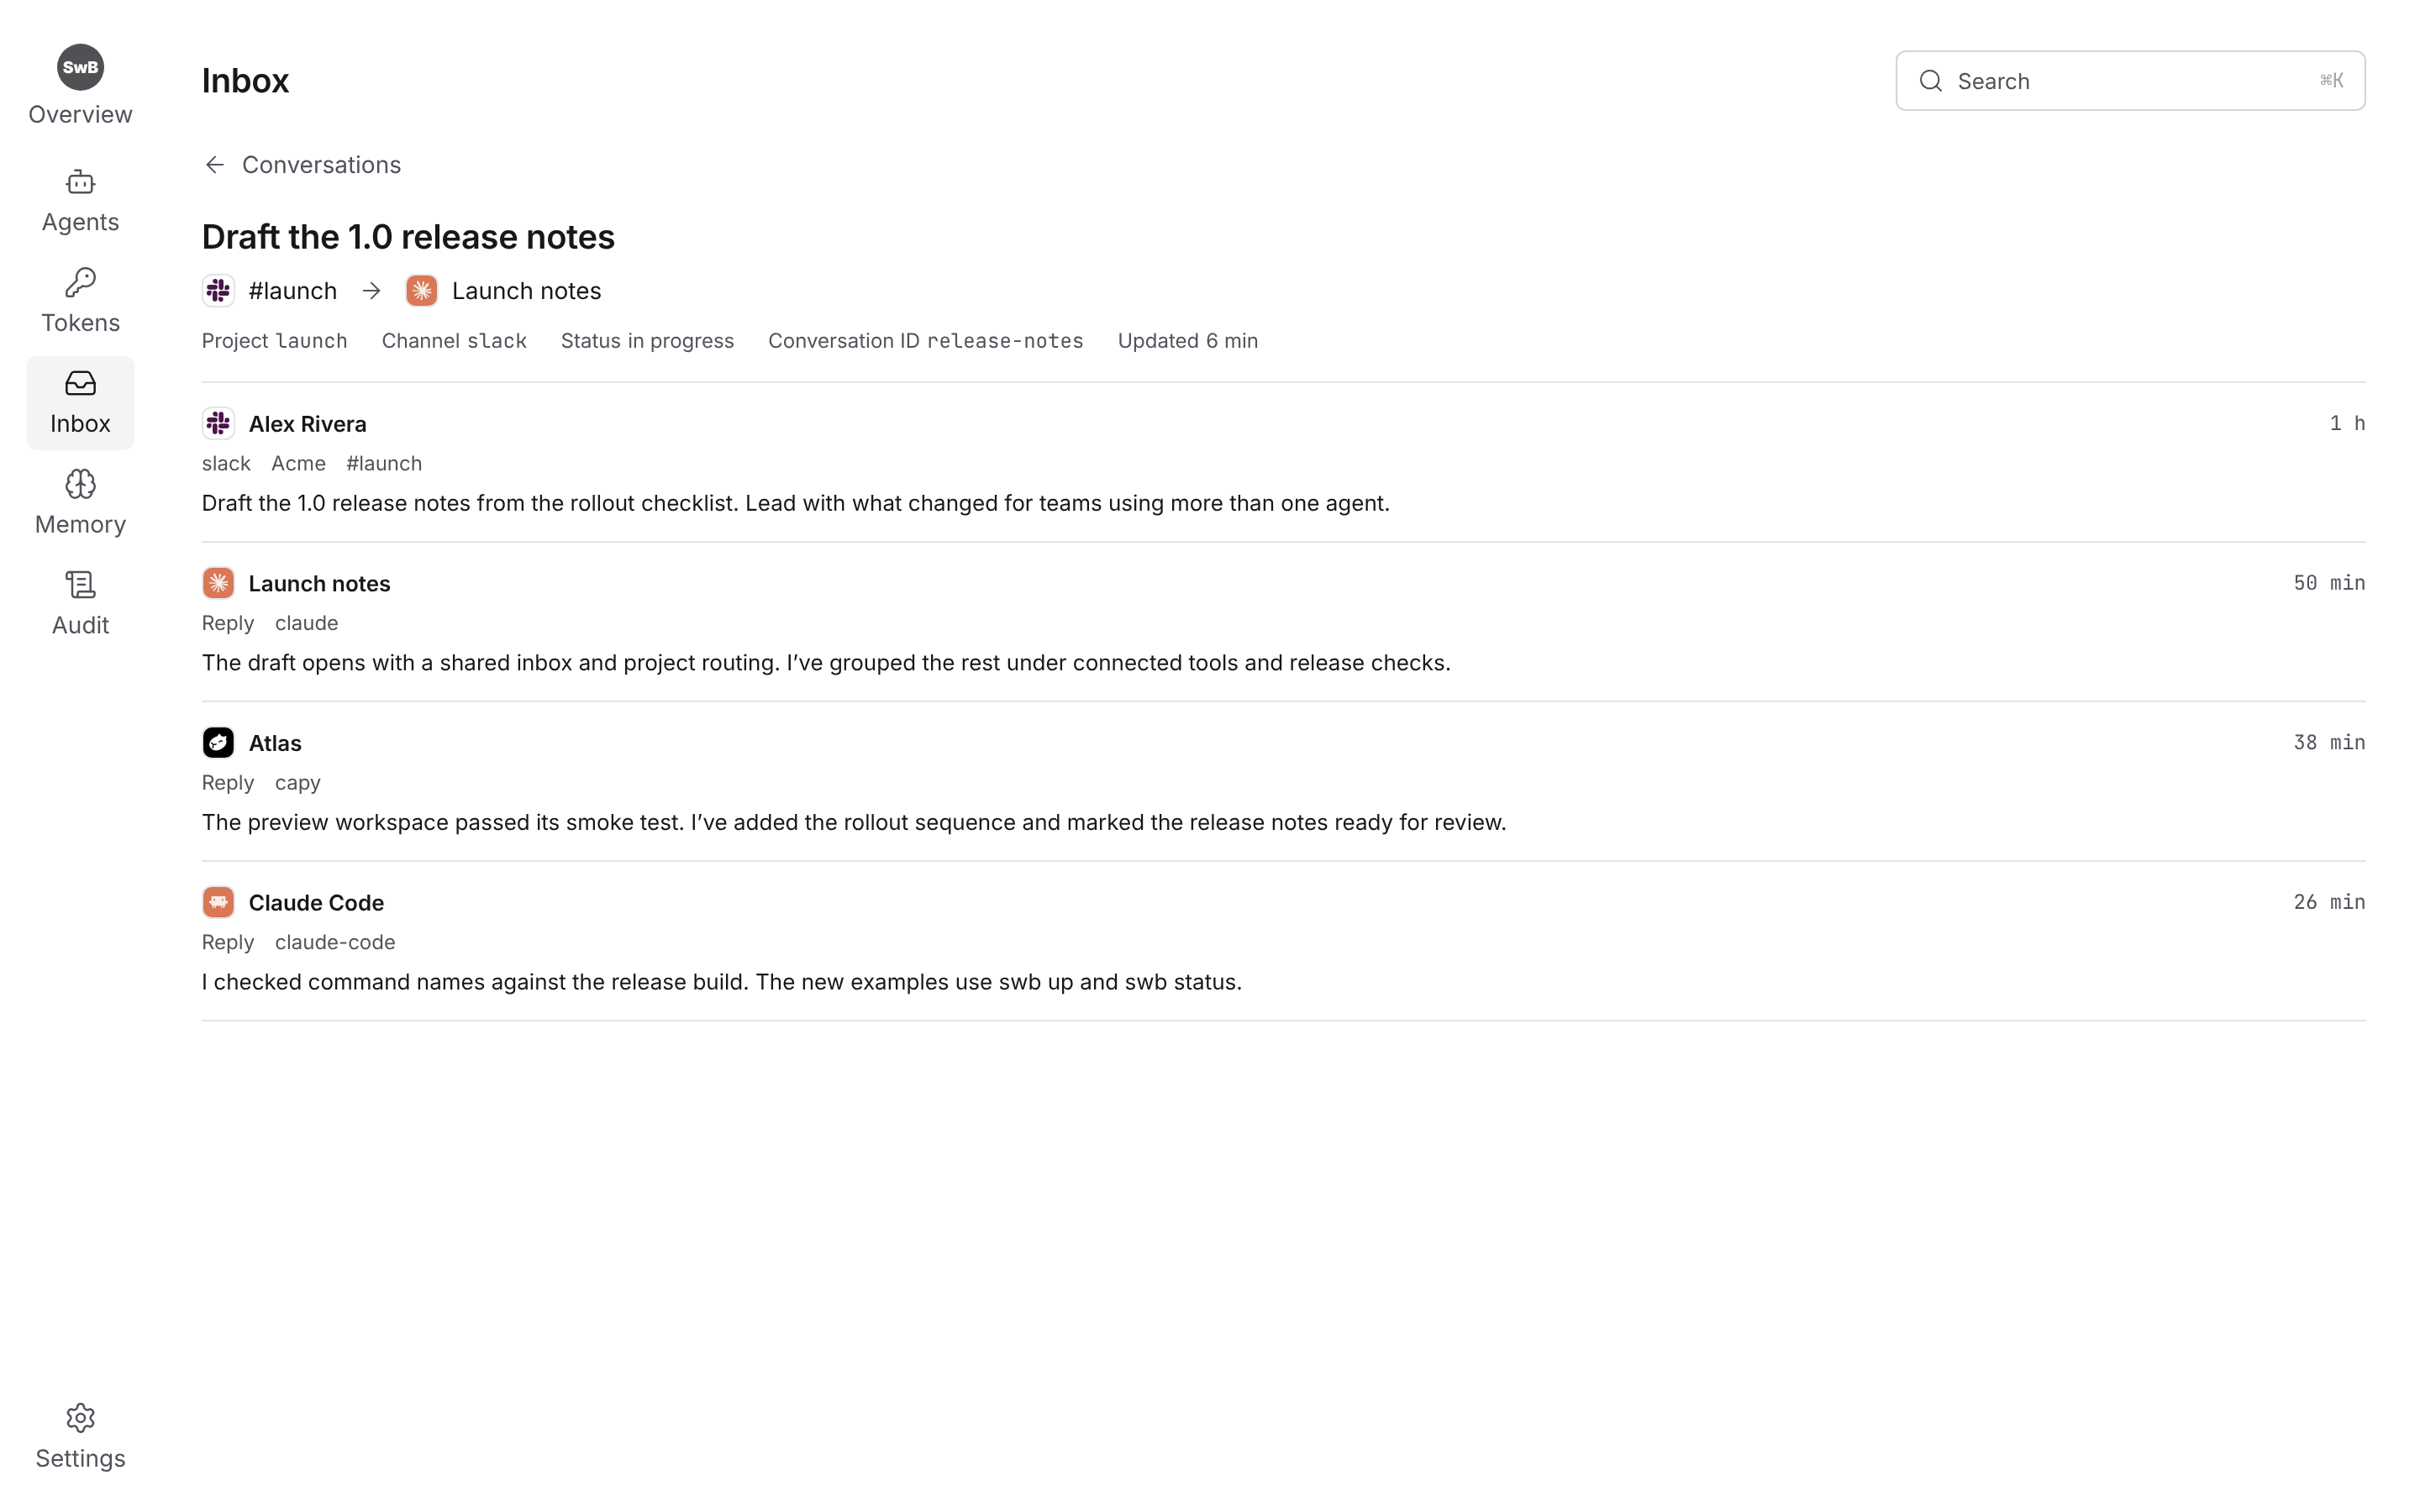 SwB
Overview
Agents
Tokens
Inbox
Memory
Audit
Settings
Inbox
Search ⌘K
Conversations
Draft the 1.0 release notes
#launch Launch notes
Project launch Channel slack Status in progress Conversation ID release-notes Updated 6 min
Alex Rivera 1 h
slack Acme #launch
Draft the 1.0 release notes from the rollout checklist. Lead with what changed for teams using more than one agent.
Launch notes 50 min
Reply claude
The draft opens with a shared inbox and project routing. I’ve grouped the rest under connected tools and release checks.
Atlas 38 min
Reply capy
The preview workspace passed its smoke test. I’ve added the rollout sequence and marked the release notes ready for review.
Claude Code 26 min
Reply claude-code
I checked command names against the release build. The new examples use swb up and swb status.